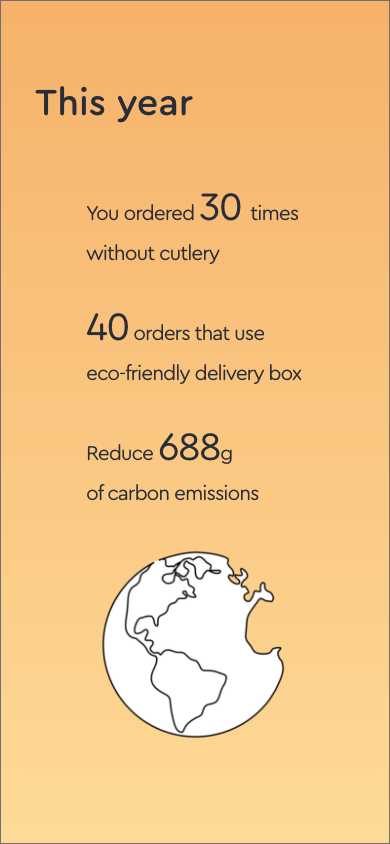 This year
You ordered 30 times
without cutlery
40 orders that use
eco-friendly delivery box
Reduce 688g
of carbon emissions